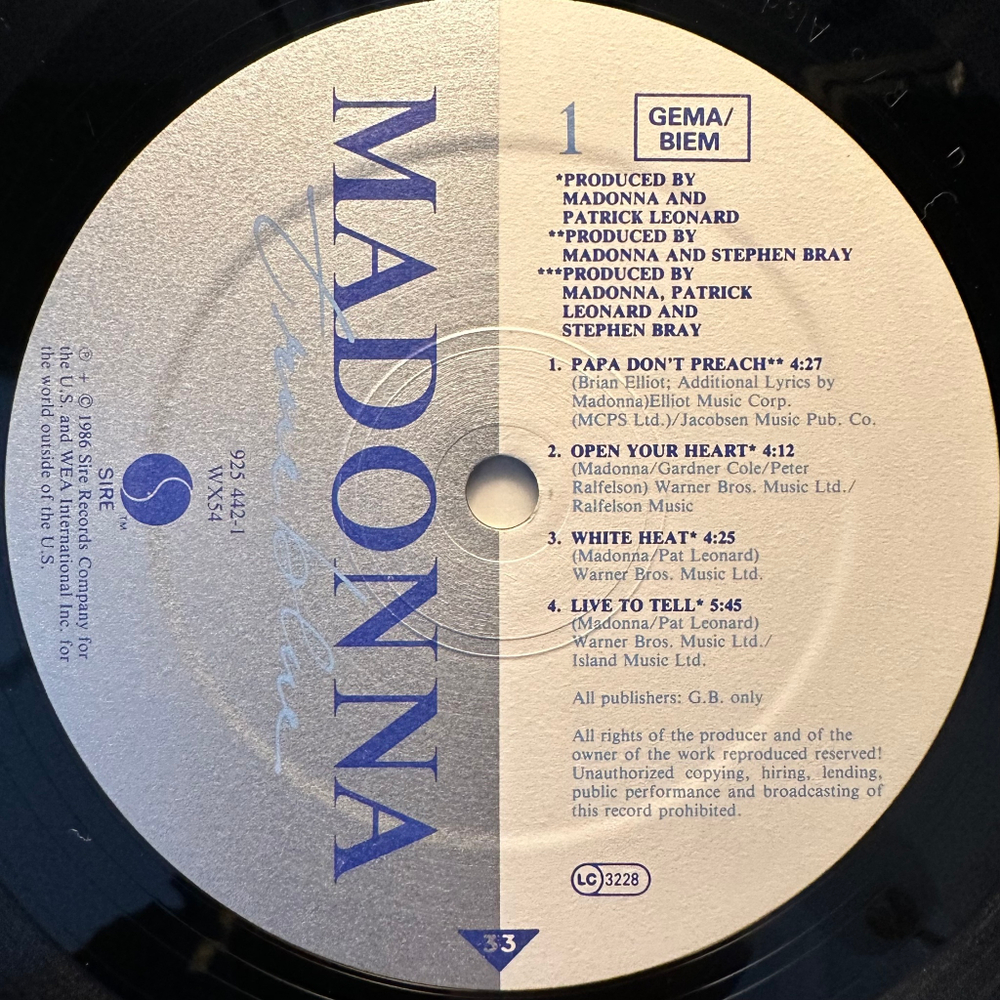 MADONNA
True Blue
925 442-1
WX54
SIRE
TM
℗ + © 1986 Sire Records Company for
the U.S. and WEA International Inc. for
the world outside of the U.S.
1
GEMA/
BIEM
*PRODUCED BY
MADONNA AND
PATRICK LEONARD
**PRODUCED BY
MADONNA AND STEPHEN BRAY
***PRODUCED BY
MADONNA, PATRICK
LEONARD AND
STEPHEN BRAY
1. PAPA DON'T PREACH** 4:27
(Brian Elliot; Additional Lyrics by
Madonna)Elliot Music Corp.
(MCPS Ltd.)/Jacobsen Music Pub. Co.
2. OPEN YOUR HEART* 4:12
(Madonna/Gardner Cole/Peter
Ralfelson) Warner Bros. Music Ltd./
Ralfelson Music
3. WHITE HEAT* 4:25
(Madonna/Pat Leonard)
Warner Bros. Music Ltd.
4. LIVE TO TELL* 5:45
(Madonna/Pat Leonard)
Warner Bros. Music Ltd./
Island Music Ltd.
All publishers: G.B. only
All rights of the producer and of the
owner of the work reproduced reserved!
Unauthorized copying, hiring, lending,
public performance and broadcasting of
this record prohibited.
LC 3228
33